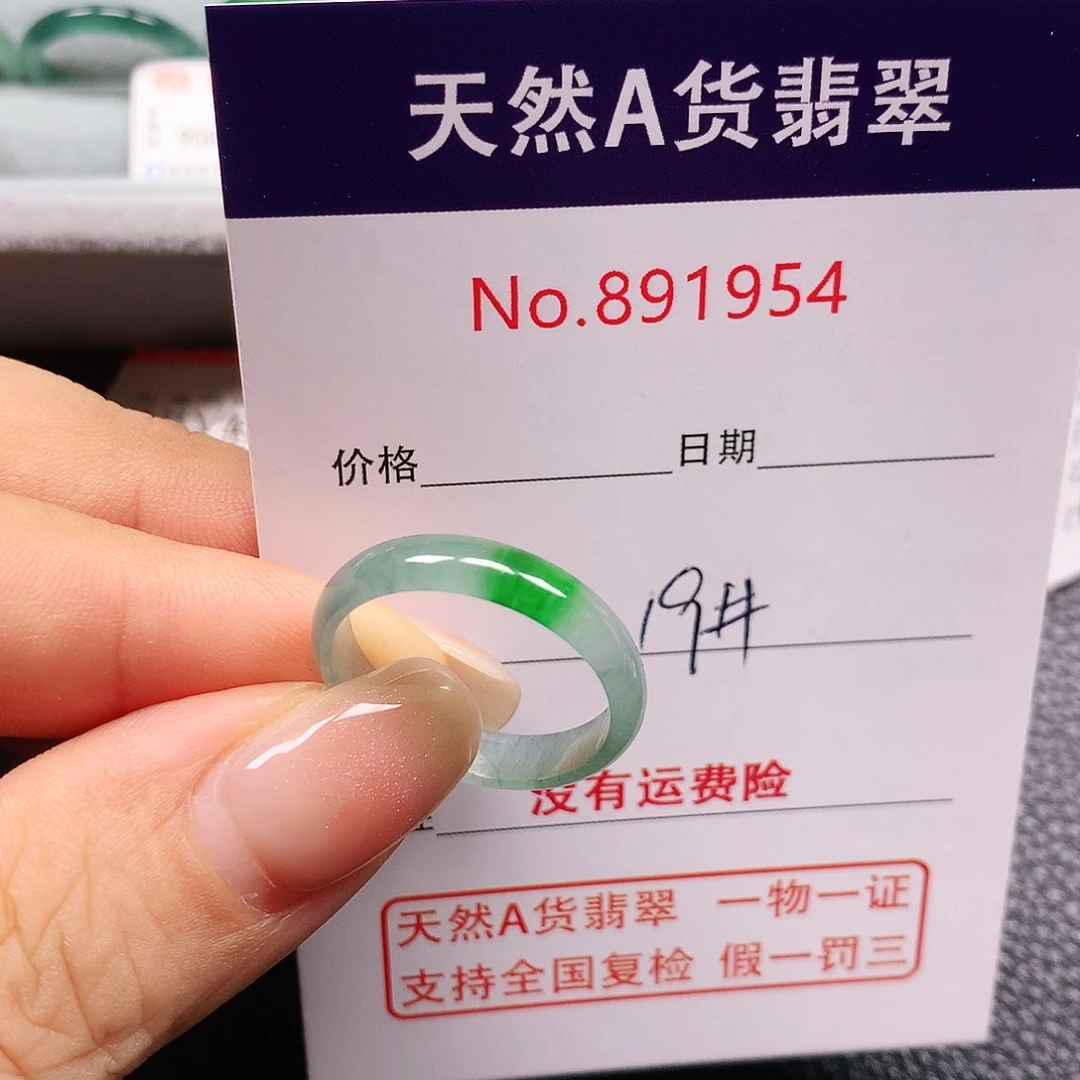 天然A货翡翠
No.891954
价格 日期
19#
没有运费险
天然A货翡翠 一物一证
支持全国复检 假一罚三